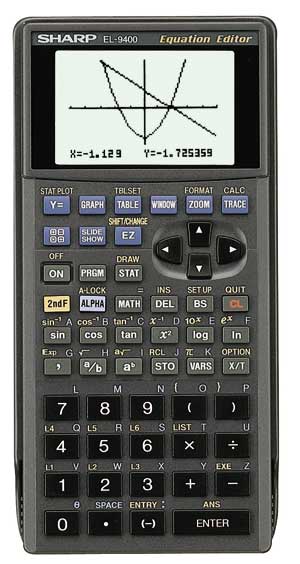 SHARP EL-9400 Equation Editor
X=-1.129 Y=-1.725359
STAT PLOT TBLSET FORMAT CALC
Y= GRAPH TABLE WINDOW ZOOM TRACE
SHIFT/CHANGE
SLIDE SHOW EZ
OFF DRAW
ON PRGM STAT
A-LOCK = INS SET UP QUIT
2ndF ALPHA MATH DEL BS CL
sin⁻¹ A cos⁻¹ B tan⁻¹ C x⁻¹ D 10ˣ E eˣ F
sin cos tan x² log ln
Exp G √ H ᵃ√ I RCL J π K OPTION
, a/b aᵇ STO VARS X/T
L M N { O } P
7 8 9 ( )
L4 Q L5 R L6 S LIST T U
4 5 6 × ÷
L1 V L2 W L3 X Y EXE Z
1 2 3 + −
θ SPACE ENTRY : ANS
0 • (−) ENTER